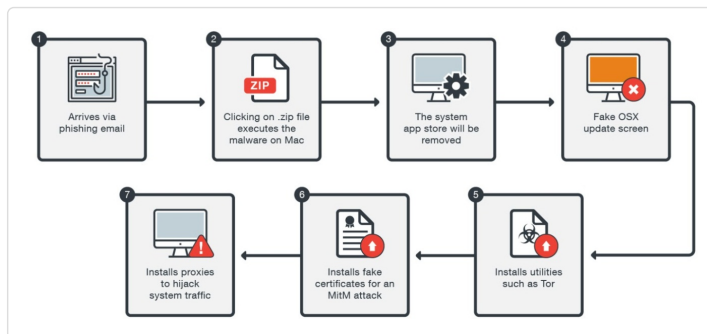 1
Arrives via
phishing email
2
ZIP
Clicking on .zip file
executes the
malware on Mac
3
The system
app store will be
removed
4
Fake OSX
update screen
5
Installs utilities
such as Tor
6
Installs fake
certificates for an
MitM attack
7
Installs proxies
to hijack
system traffic